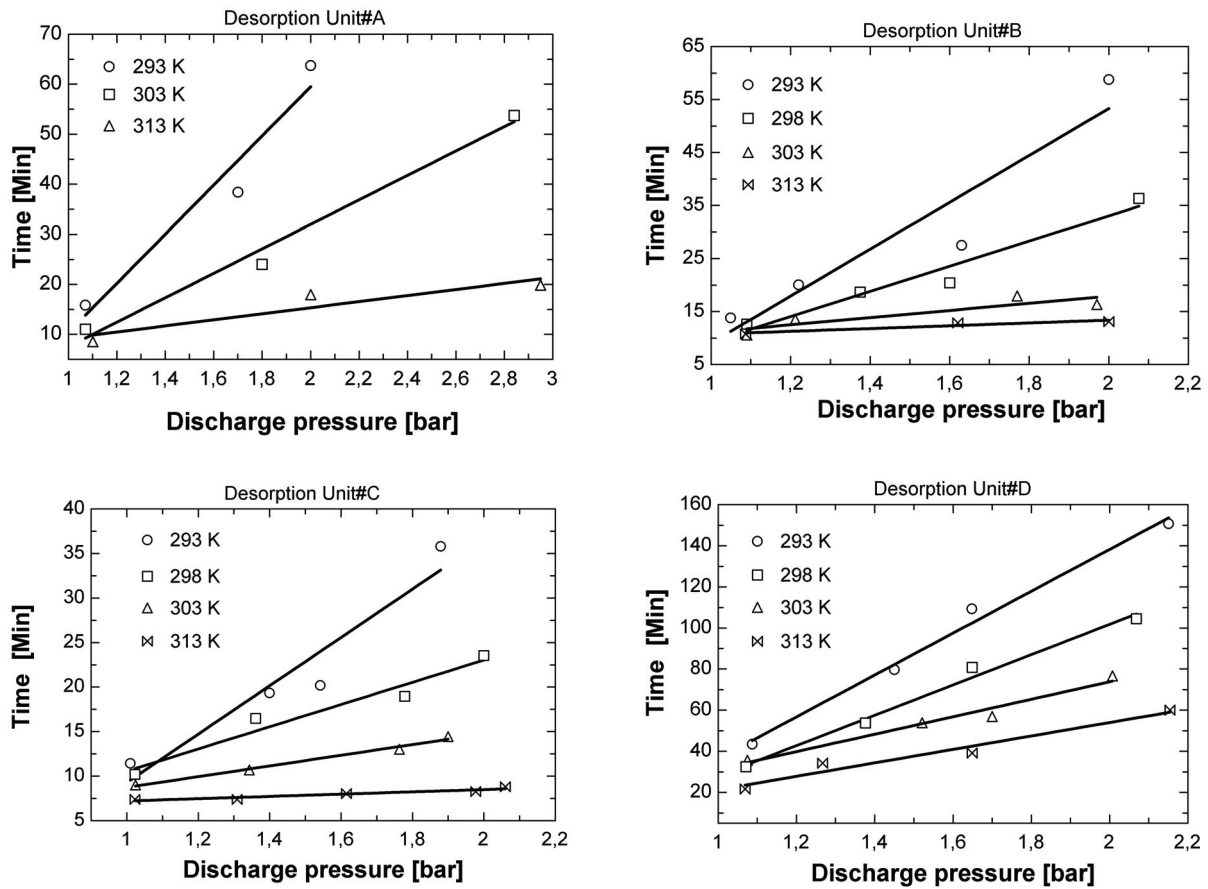 Desorption Unit#A
70
60
50
40
30
20
10
293 K
303 K
313 K
Time [Min]
1 1,2 1,4 1,6 1,8 2 2,2 2,4 2,6 2,8 3
Discharge pressure [bar]
Desorption Unit#B
65
55
45
35
25
15
5
293 K
298 K
303 K
313 K
Time [Min]
1 1,2 1,4 1,6 1,8 2 2,2
Discharge pressure [bar]
Desorption Unit#C
40
35
30
25
20
15
10
5
293 K
298 K
303 K
313 K
Time [Min]
1 1,2 1,4 1,6 1,8 2 2,2
Discharge pressure [bar]
Desorption Unit#D
160
140
120
100
80
60
40
20
293 K
298 K
303 K
313 K
Time [Min]
1 1,2 1,4 1,6 1,8 2 2,2
Discharge pressure [bar]